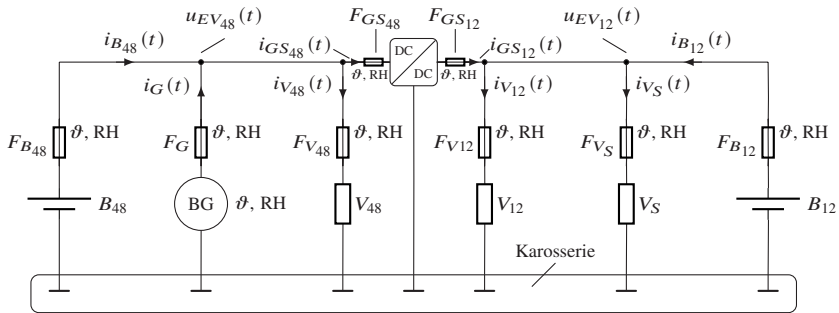 u_{EV_{48}}(t) F_{GS_{48}} F_{GS_{12}} u_{EV_{12}}(t)
i_{B_{48}}(t) i_{GS_{48}}(t) DC i_{GS_{12}}(t) i_{B_{12}}(t)
DC
ϑ, RH ϑ, RH
i_G(t) i_{V_{48}}(t) i_{V_{12}}(t) i_{V_S}(t)
ϑ, RH ϑ, RH ϑ, RH ϑ, RH ϑ, RH ϑ, RH
F_{B_{48}} F_G F_{V_{48}} F_{V12} F_{V_S} F_{B_{12}}
B_{48} BG ϑ, RH V_{48} V_{12} V_S B_{12}
Karosserie